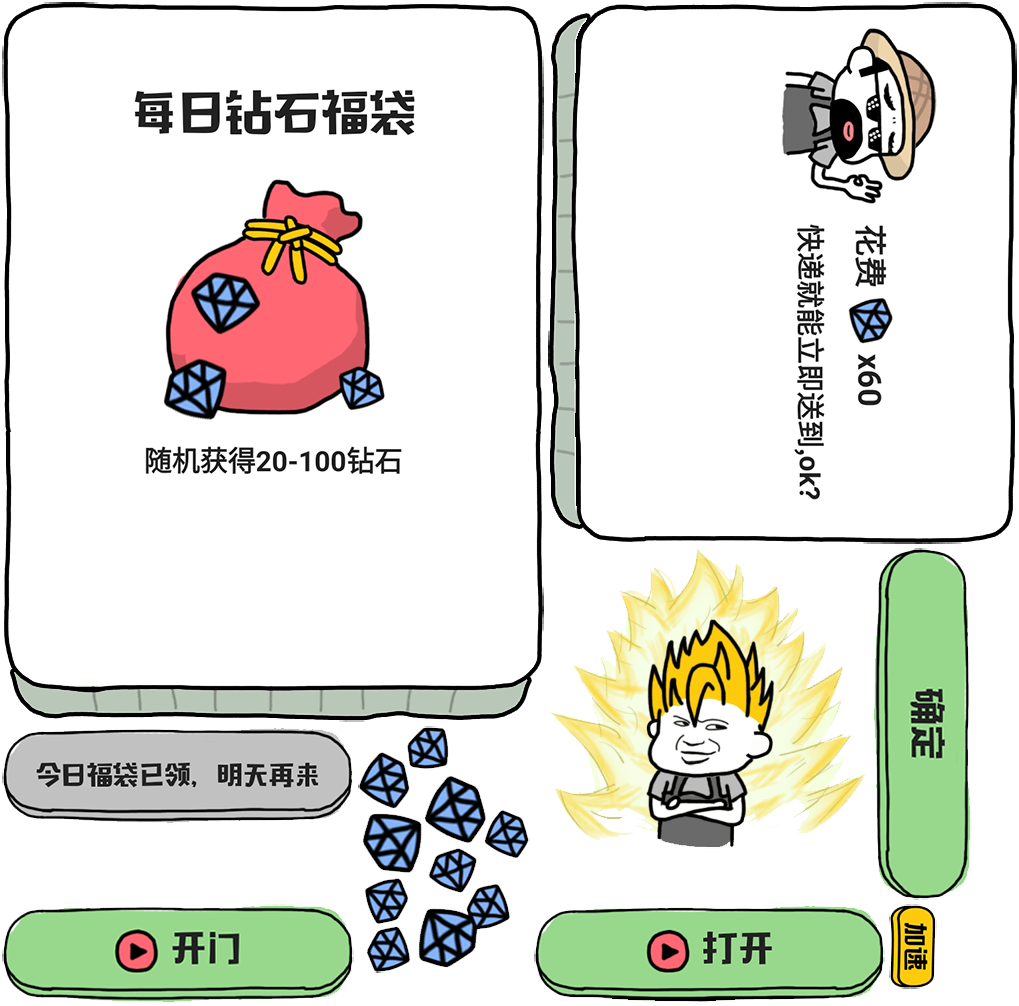 每日钻石福袋
随机获得20-100钻石
花费 x60
快递就能立即送到,ok?
确定
今日福袋已领，明天再来
开门
打开
加速